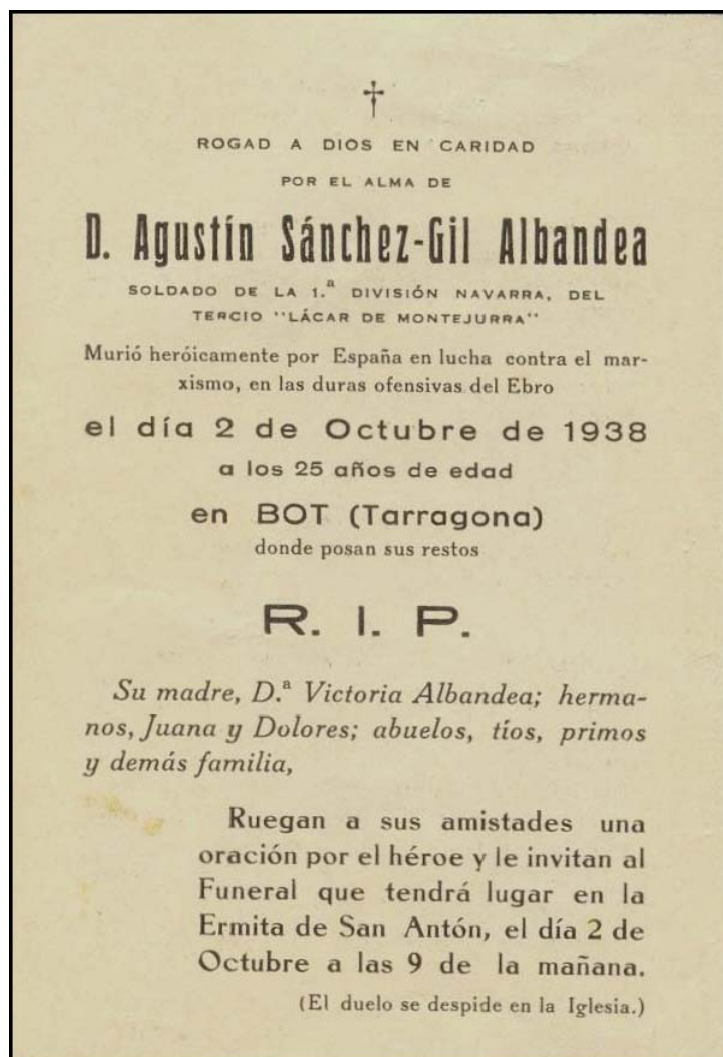 ROGAD A DIOS EN CARIDAD
POR EL ALMA DE
D. Agustín Sánchez-Gil Albandea
SOLDADO DE LA 1.ª DIVISIÓN NAVARRA, DEL
TERCIO "LÁCAR DE MONTEJURRA"
Murió heróicamente por España en lucha contra el mar-
xismo, en las duras ofensivas del Ebro
el día 2 de Octubre de 1938
a los 25 años de edad
en BOT (Tarragona)
donde posan sus restos
R. I. P.
Su madre, D.ª Victoria Albandea; herma-
nos, Juana y Dolores; abuelos, tíos, primos
y demás familia,
Ruegan a sus amistades una
oración por el héroe y le invitan al
Funeral que tendrá lugar en la
Ermita de San Antón, el día 2 de
Octubre a las 9 de la mañana.
(El duelo se despide en la Iglesia.)